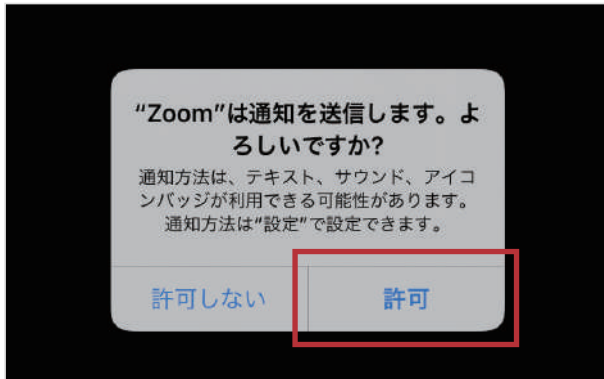 “Zoom”は通知を送信します。よ
ろしいですか?
通知方法は、テキスト、サウンド、アイコ
ンバッジが利用できる可能性があります。
通知方法は“設定”で設定できます。
許可しない
許可